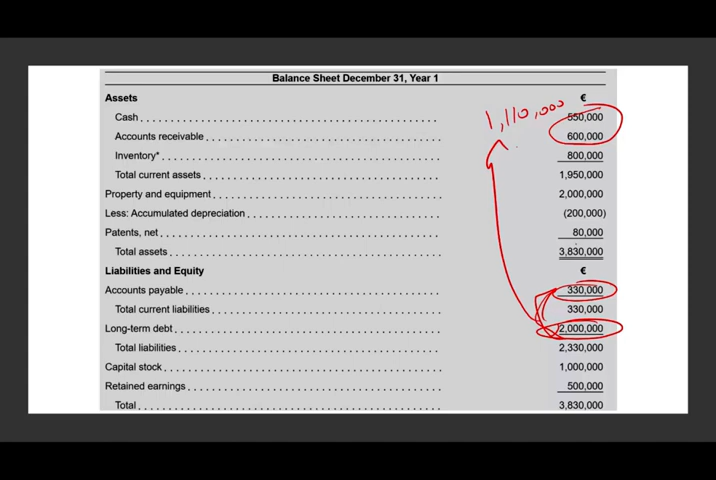 Balance Sheet December 31, Year 1
Assets €
Cash 550,000
1,110,000
Accounts receivable 600,000
Inventory* 800,000
Total current assets 1,950,000
Property and equipment 2,000,000
Less: Accumulated depreciation (200,000)
Patents, net 80,000
Total assets 3,830,000
Liabilities and Equity €
Accounts payable 330,000
Total current liabilities 330,000
Long-term debt 2,000,000
Total liabilities 2,330,000
Capital stock 1,000,000
Retained earnings 500,000
Total 3,830,000